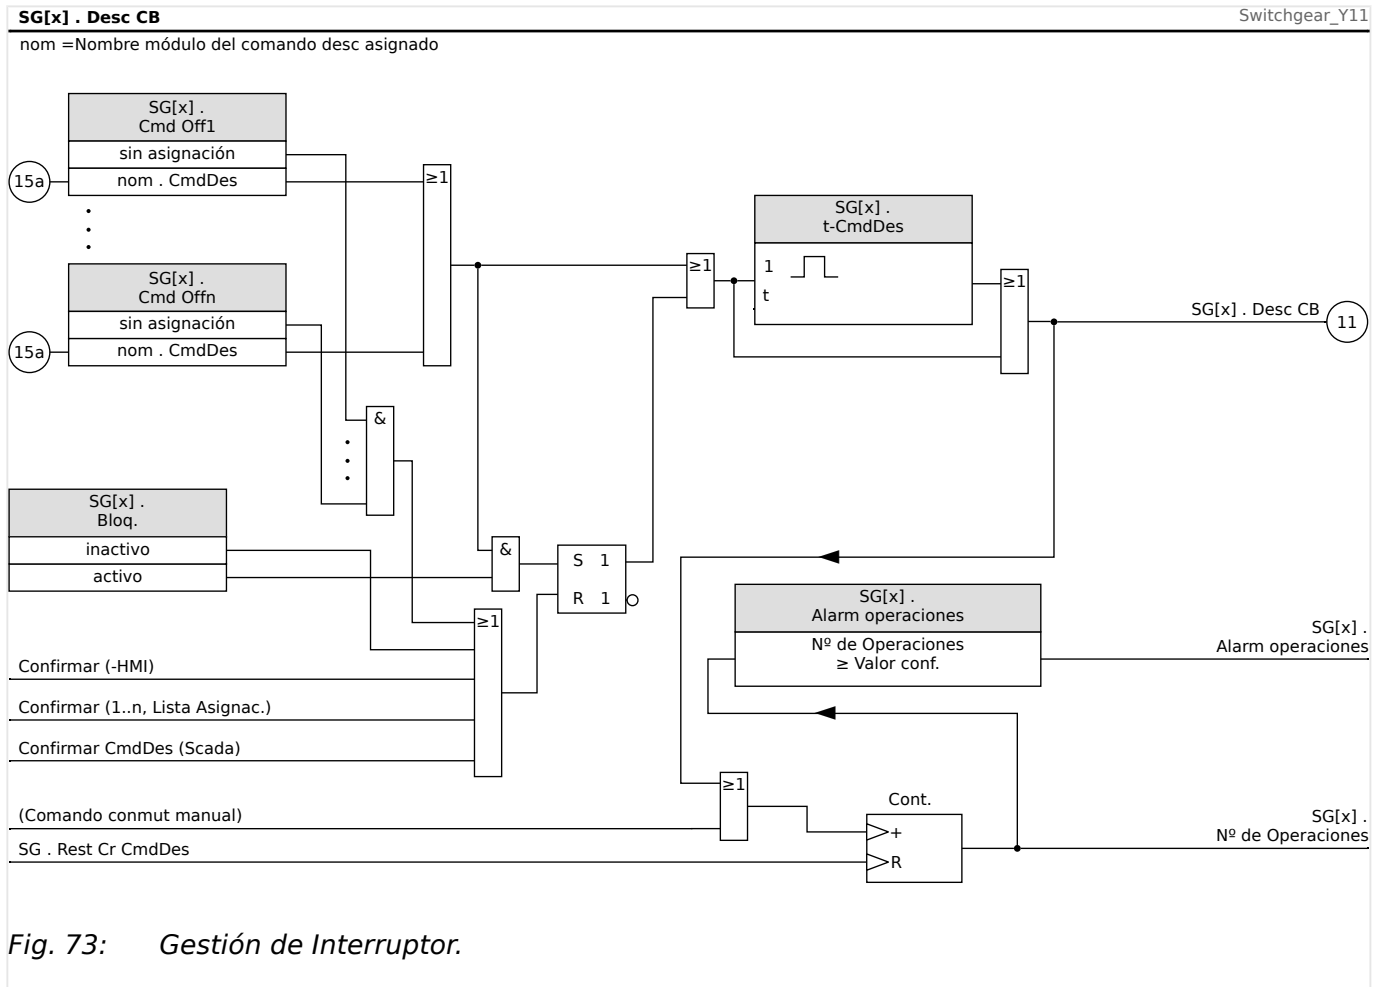 SG[x] . Desc CB
Switchgear_Y11
nom =Nombre módulo del comando desc asignado
SG[x] .
Cmd Off1
sin asignación
15a
nom . CmdDes
≥1
SG[x] .
t-CmdDes
1
t
SG[x] .
Cmd Offn
sin asignación
15a
nom . CmdDes
≥1
≥1
SG[x] . Desc CB
11
&
SG[x] .
Bloq.
inactivo
activo
&
S 1
R 1
≥1
SG[x] .
Alarm operaciones
Nº de Operaciones
≥ Valor conf.
SG[x] .
Alarm operaciones
Confirmar (-HMI)
Confirmar (1..n, Lista Asignac.)
Confirmar CmdDes (Scada)
(Comando conmut manual)
≥1
SG . Rest Cr CmdDes
Cont.
+
R
SG[x] .
Nº de Operaciones
Fig. 73: Gestión de Interruptor.